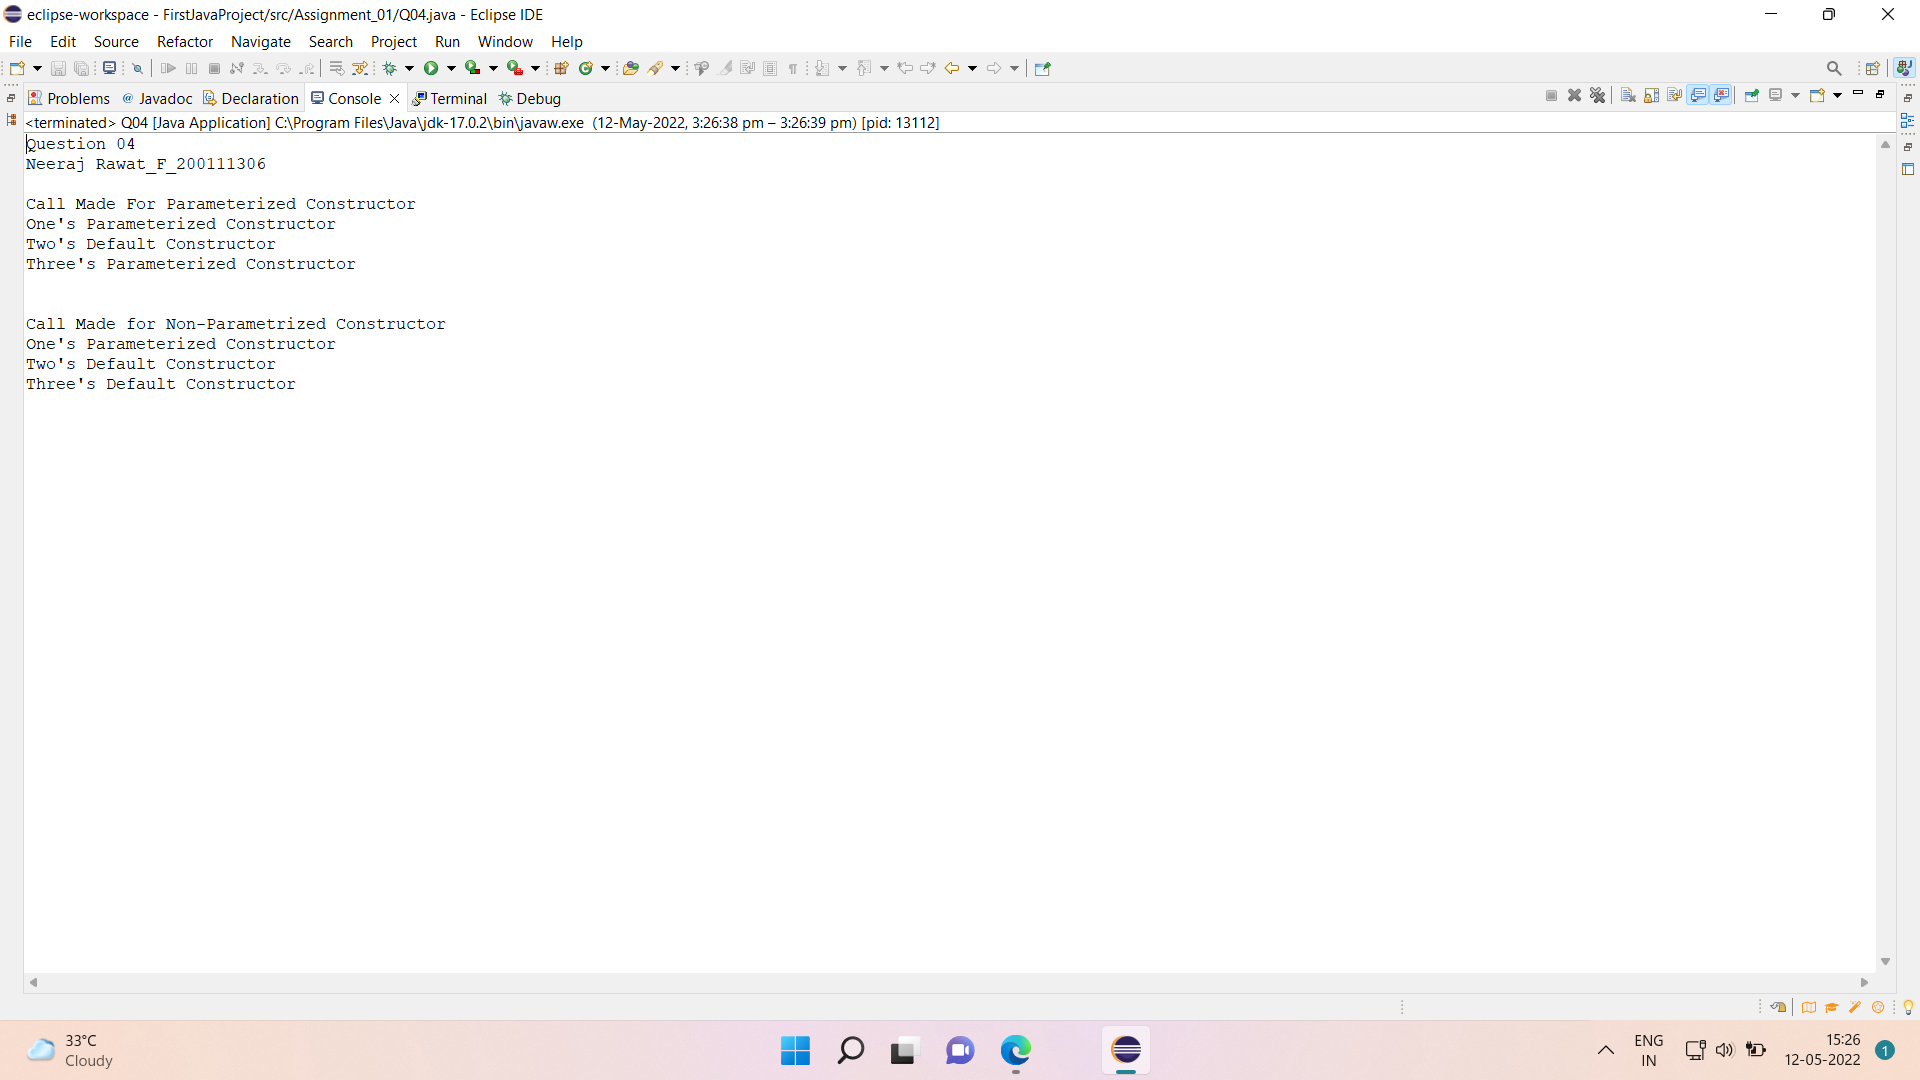 eclipse-workspace - FirstJavaProject/src/Assignment_01/Q04.java - Eclipse IDE
File Edit Source Refactor Navigate Search Project Run Window Help
Problems @ Javadoc Declaration Console Terminal Debug
<terminated> Q04 [Java Application] C:\Program Files\Java\jdk-17.0.2\bin\javaw.exe (12-May-2022, 3:26:38 pm – 3:26:39 pm) [pid: 13112]
Question 04
Neeraj Rawat_F_200111306
Call Made For Parameterized Constructor
One's Parameterized Constructor
Two's Default Constructor
Three's Parameterized Constructor
Call Made for Non-Parametrized Constructor
One's Parameterized Constructor
Two's Default Constructor
Three's Default Constructor
33°C
Cloudy
ENG
IN
15:26
12-05-2022
1